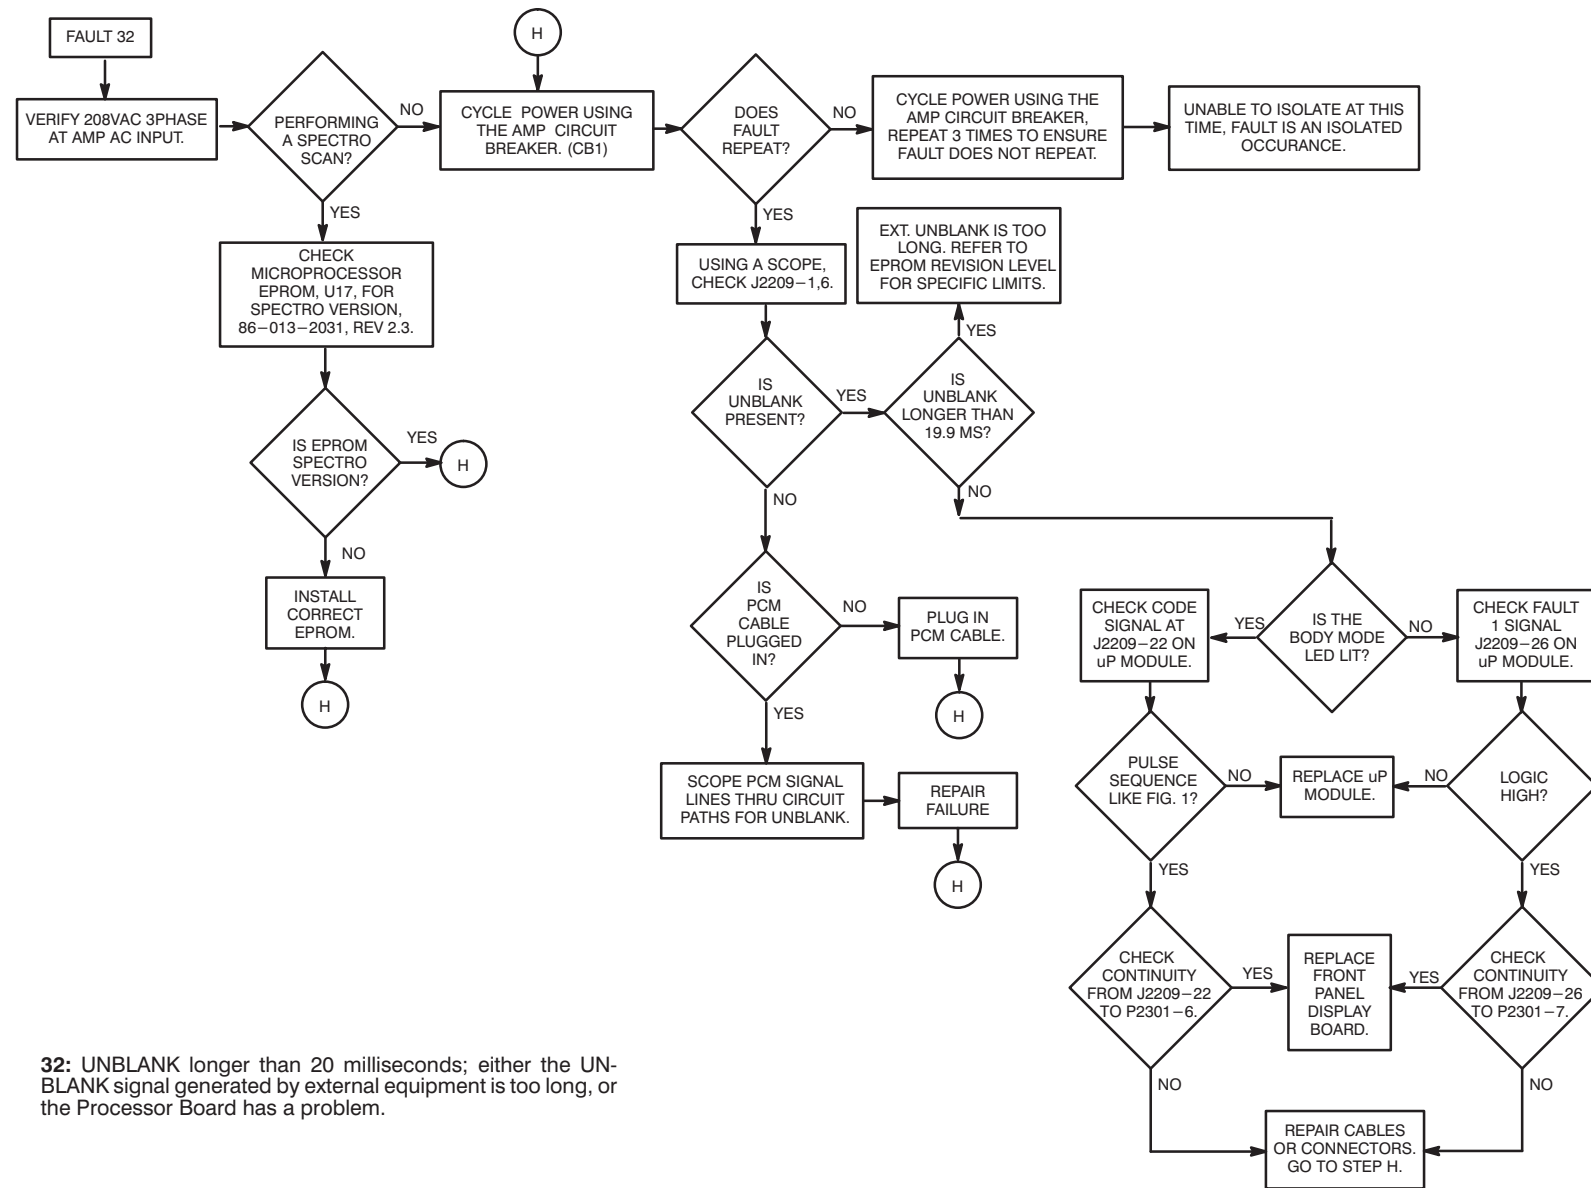 FAULT 32
VERIFY 208VAC 3PHASE
AT AMP AC INPUT.
PERFORMING
A SPECTRO
SCAN?
NO
YES
H
CYCLE POWER USING
THE AMP CIRCUIT
BREAKER. (CB1)
DOES
FAULT
REPEAT?
NO
YES
CYCLE POWER USING THE
AMP CIRCUIT BREAKER,
REPEAT 3 TIMES TO ENSURE
FAULT DOES NOT REPEAT.
UNABLE TO ISOLATE AT THIS
TIME, FAULT IS AN ISOLATED
OCCURANCE.
CHECK
MICROPROCESSOR
EPROM, U17, FOR
SPECTRO VERSION,
86−013−2031, REV 2.3.
IS EPROM
SPECTRO
VERSION?
YES
H
NO
INSTALL
CORRECT
EPROM.
H
USING A SCOPE,
CHECK J2209−1,6.
EXT. UNBLANK IS TOO
LONG. REFER TO
EPROM REVISION LEVEL
FOR SPECIFIC LIMITS.
YES
IS
UNBLANK
PRESENT?
YES
IS
UNBLANK
LONGER THAN
19.9 MS?
NO
NO
IS
PCM
CABLE
PLUGGED
IN?
NO
PLUG IN
PCM CABLE.
H
YES
SCOPE PCM SIGNAL
LINES THRU CIRCUIT
PATHS FOR UNBLANK.
REPAIR
FAILURE
H
IS THE
BODY MODE
LED LIT?
YES
NO
CHECK CODE
SIGNAL AT
J2209−22 ON
uP MODULE.
CHECK FAULT
1 SIGNAL
J2209−26 ON
uP MODULE.
PULSE
SEQUENCE
LIKE FIG. 1?
NO
REPLACE uP
MODULE.
NO
LOGIC
HIGH?
YES
YES
CHECK
CONTINUITY
FROM J2209−22
TO P2301−6.
YES
REPLACE
FRONT
PANEL
DISPLAY
BOARD.
YES
CHECK
CONTINUITY
FROM J2209−26
TO P2301−7.
NO
NO
REPAIR CABLES
OR CONNECTORS.
GO TO STEP H.
32: UNBLANK longer than 20 milliseconds; either the UN-
BLANK signal generated by external equipment is too long, or
the Processor Board has a problem.